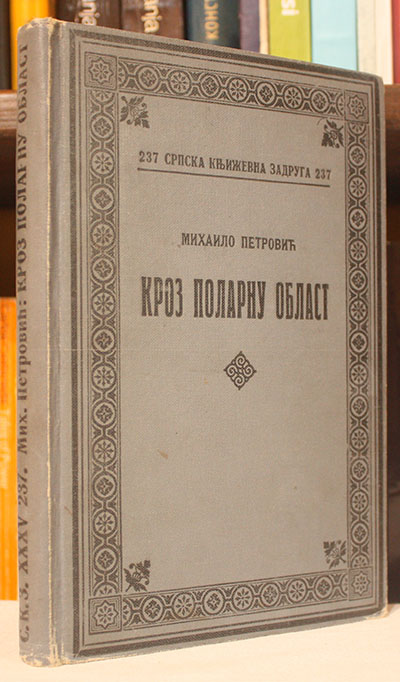 237 СРПСКА КЊИЖЕВНА ЗАДРУГА 237
МИХАИЛО ПЕТРОВИЋ
КРОЗ ПОЛАРНУ ОБЛАСТ
С. К. З. XXXV 237. Мих. Петровић: КРОЗ ПОЛАРНУ ОБЛАСТ